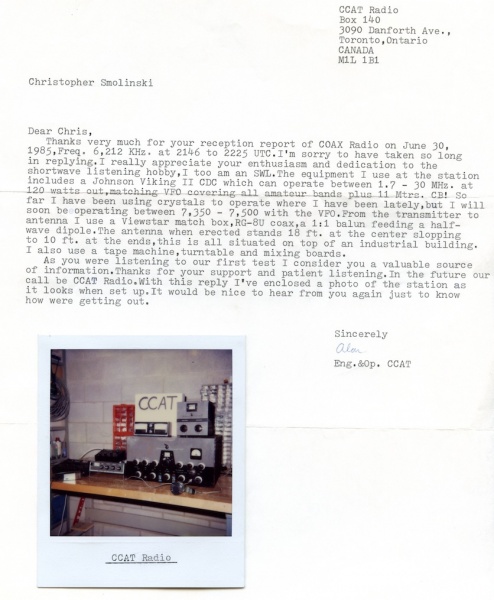 CCAT Radio
Box 140
3090 Danforth Ave.,
Toronto,Ontario
CANADA
M1L 1B1
Christopher Smolinski
Dear Chris,
Thanks very much for your reception report of COAX Radio on June 30,
1985,Freq. 6,212 KHz. at 2146 to 2225 UTC.I'm sorry to have taken so long
in replying.I really appreciate your enthusiasm and dedication to the
shortwave listening hobby,I too am an SWL.The equipment I use at the station
includes a Johnson Viking II CDC which can operate between 1.7 - 30 MHz. at
120 watts out,matching VFO covering all amateur bands plus 11 Mtrs. CB! So
far I have been using crystals to operate where I have been lately,but I will
soon be operating between 7,350 - 7,500 with the VFO.From the transmitter to
antenna I use a Viewstar match box,RG-8U coax,a 1:1 balun feeding a half-
wave dipole.The antenna when erected stands 18 ft. at the center slopping
to 10 ft. at the ends,this is all situated on top of an industrial building.
I also use a tape machine,turntable and mixing boards.
As you were listening to our first test I consider you a valuable source
of information.Thanks for your support and patient listening.In the future our
call be CCAT Radio.With this reply I've enclosed a photo of the station as
it looks when set up.It would be nice to hear from you again just to know
how were getting out.
Sincerely
Alan
Eng.&Op. CCAT
CCAT
CCAT Radio